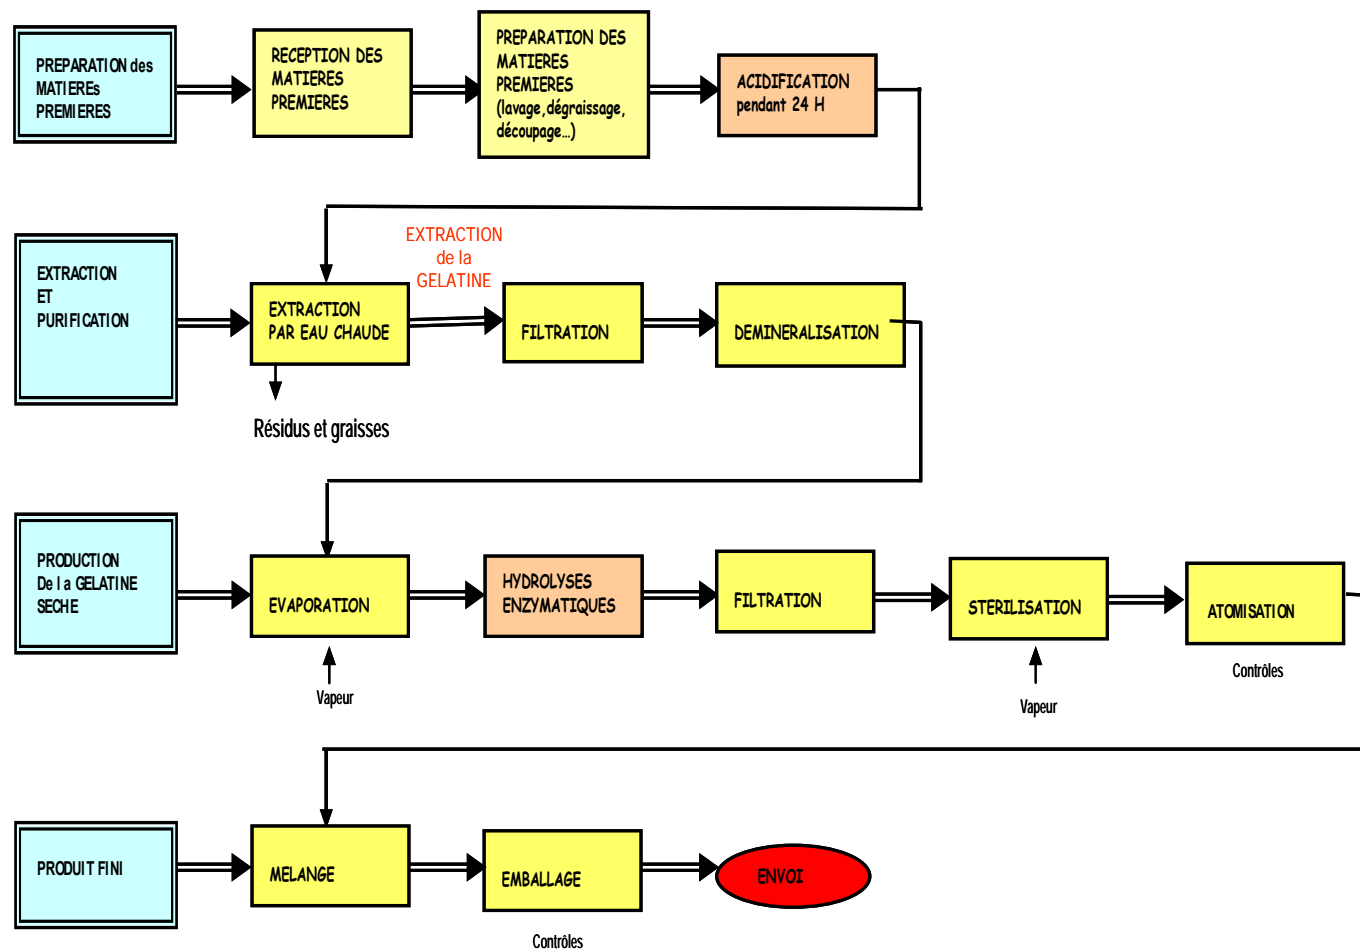 PREPARATION des
MATIEREs
PREMIERES
RECEPTION DES
MATIERES
PREMIERES
PREPARATION DES
MATIERES
PREMIERES
(lavage,dégraissage,
découpage...)
ACIDIFICATION
pendant 24 H
EXTRACTION
ET
PURIFICATION
EXTRACTION
PAR EAU CHAUDE
EXTRACTION
de la
GELATINE
FILTRATION
DEMINERALISATION
Résidus et graisses
PRODUCTION
De la GELATINE
SECHE
EVAPORATION
HYDROLYSES
ENZYMATIQUES
FILTRATION
STERILISATION
ATOMISATION
Vapeur
Vapeur
Contrôles
PRODUIT FINI
MELANGE
EMBALLAGE
ENVOI
Contrôles